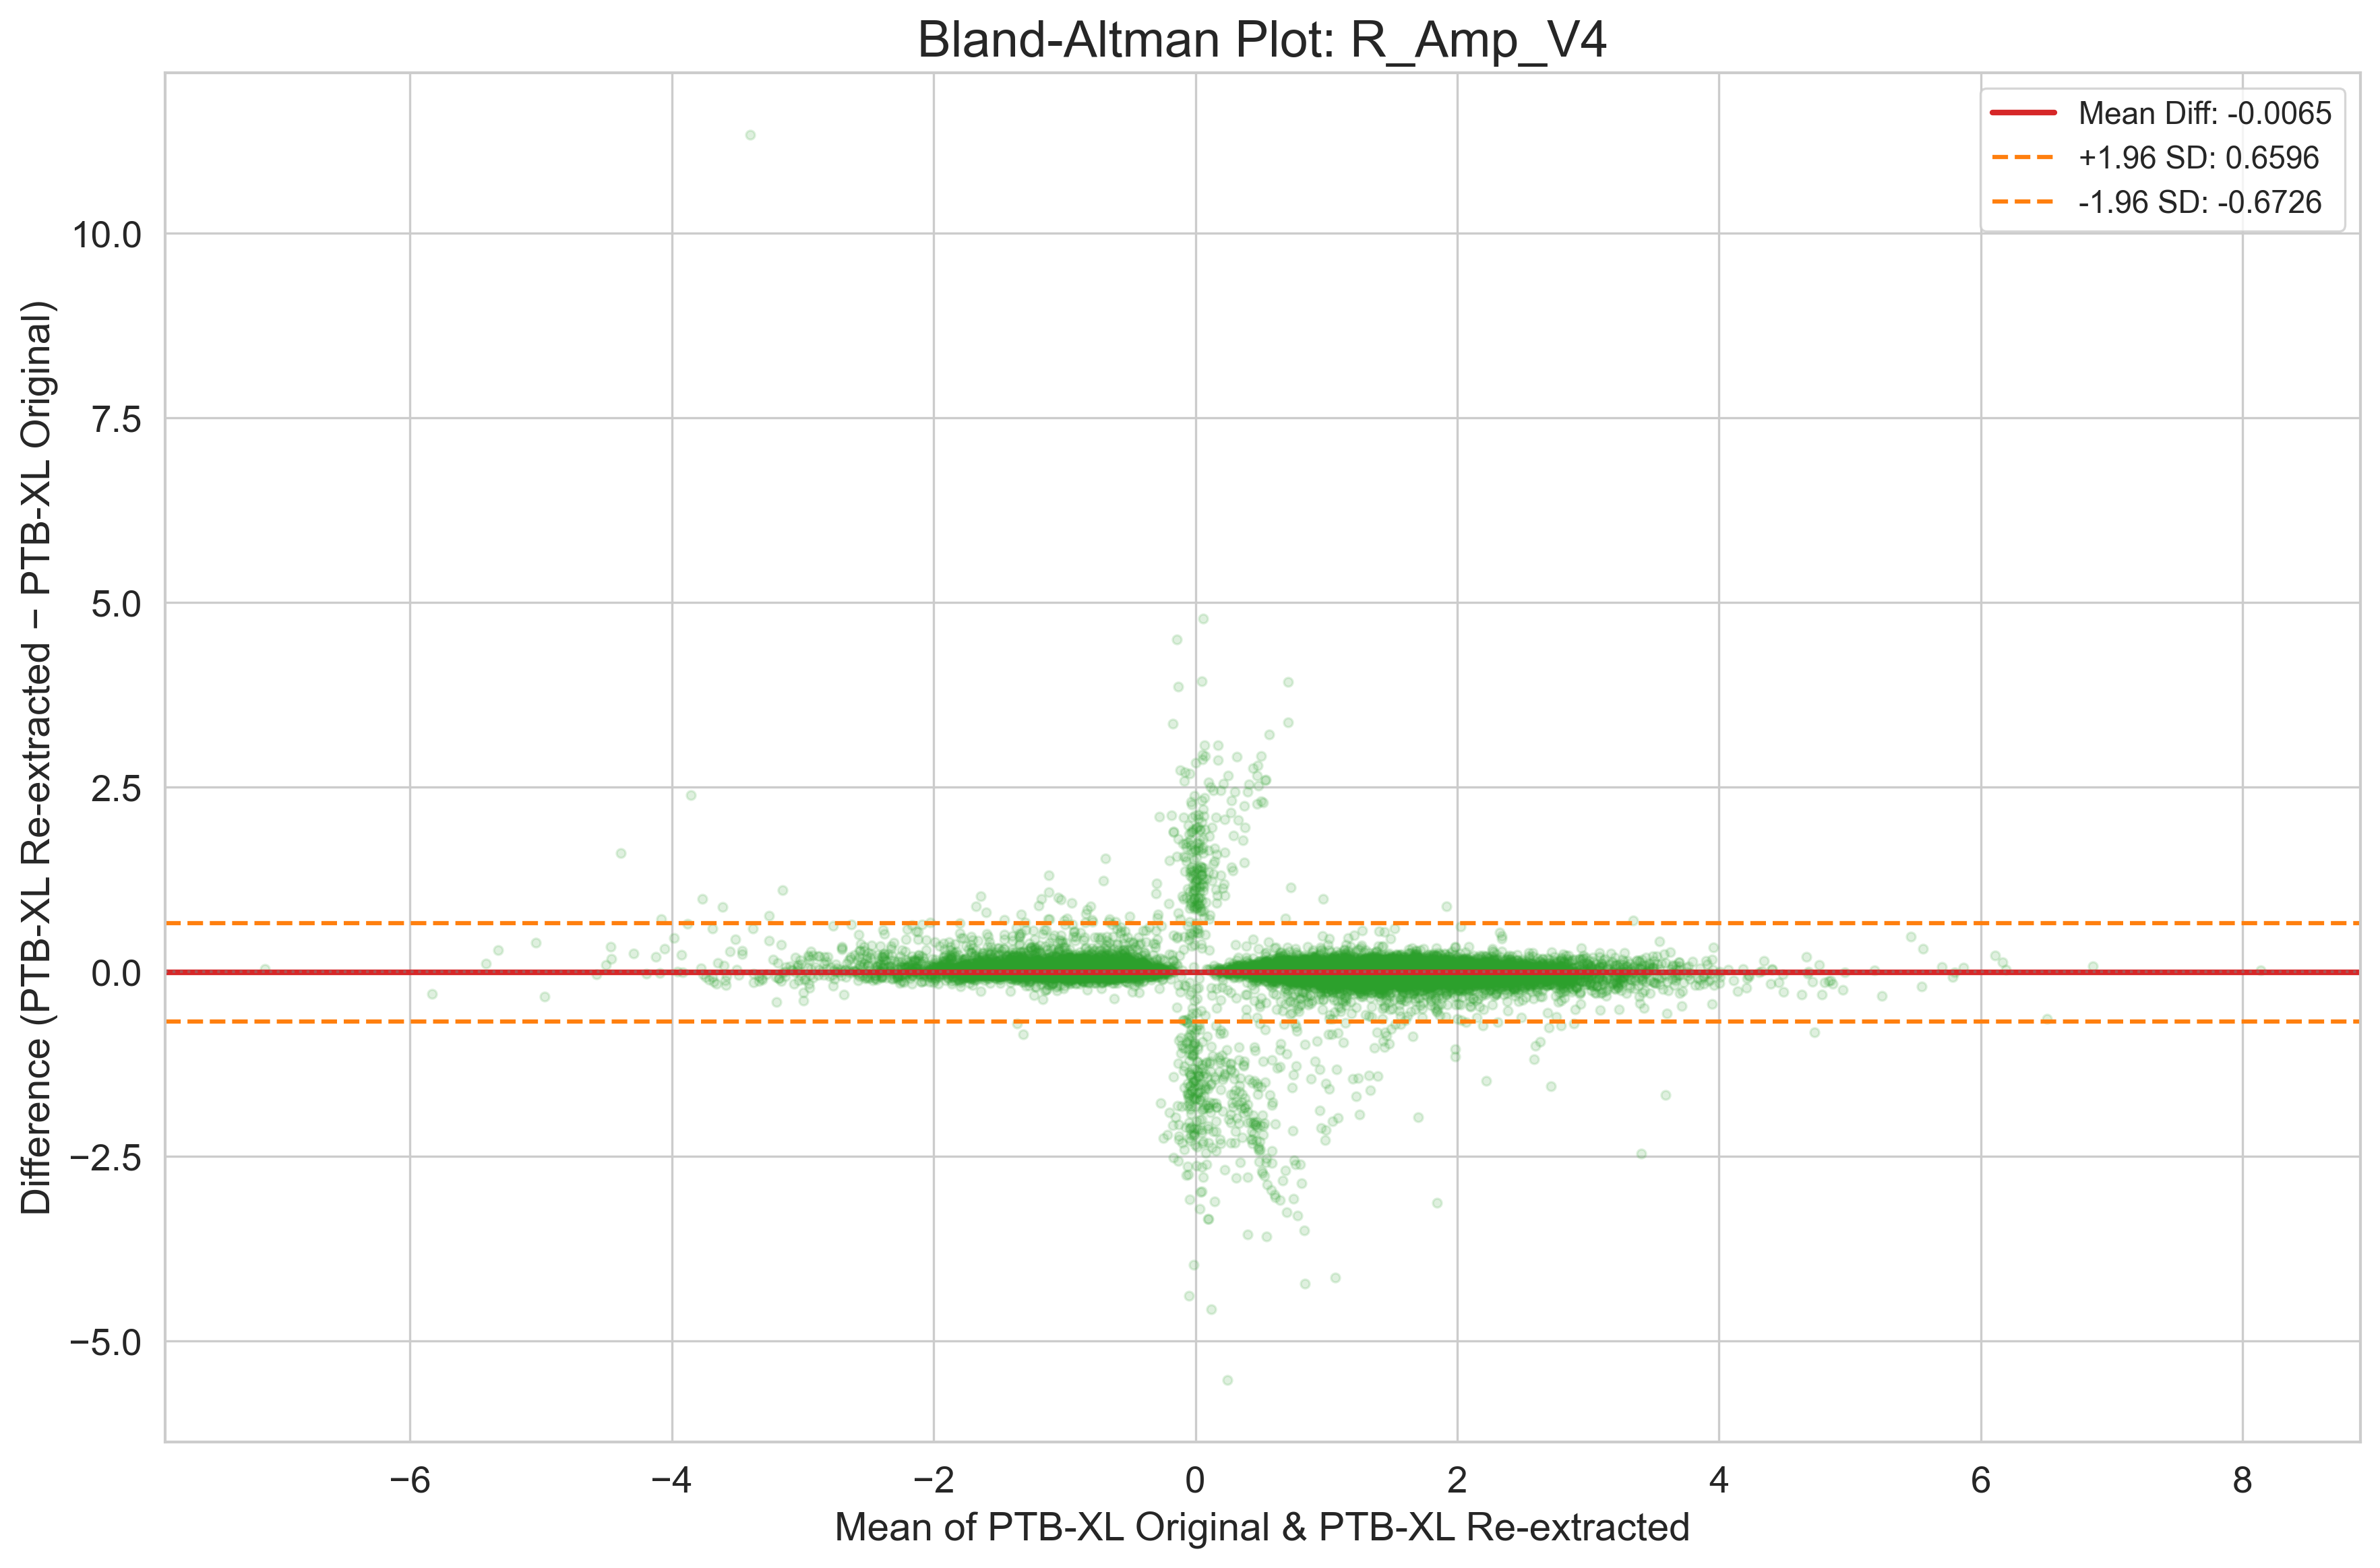 Bland-Altman Plot: R_Amp_V4
Mean Diff: -0.0065
+1.96 SD: 0.6596
-1.96 SD: -0.6726
Difference (PTB-XL Re-extracted − PTB-XL Original)
10.0
7.5
5.0
2.5
0.0
−2.5
−5.0
−6 −4 −2 0 2 4 6 8
Mean of PTB-XL Original & PTB-XL Re-extracted